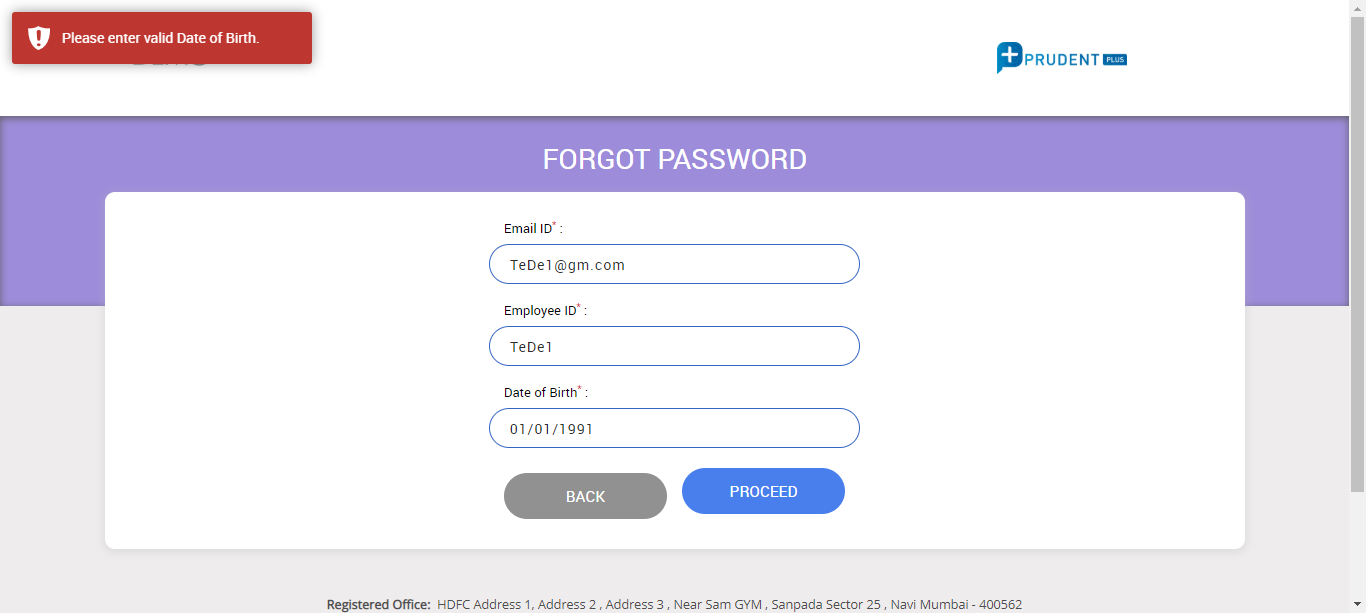 Please enter valid Date of Birth.
PRUDENT PLUS
FORGOT PASSWORD
Email ID* :
TeDe1@gm.com
Employee ID* :
TeDe1
Date of Birth* :
01/01/1991
BACK
PROCEED
Registered Office: HDFC Address 1, Address 2 , Address 3 , Near Sam GYM , Sanpada Sector 25 , Navi Mumbai - 400562